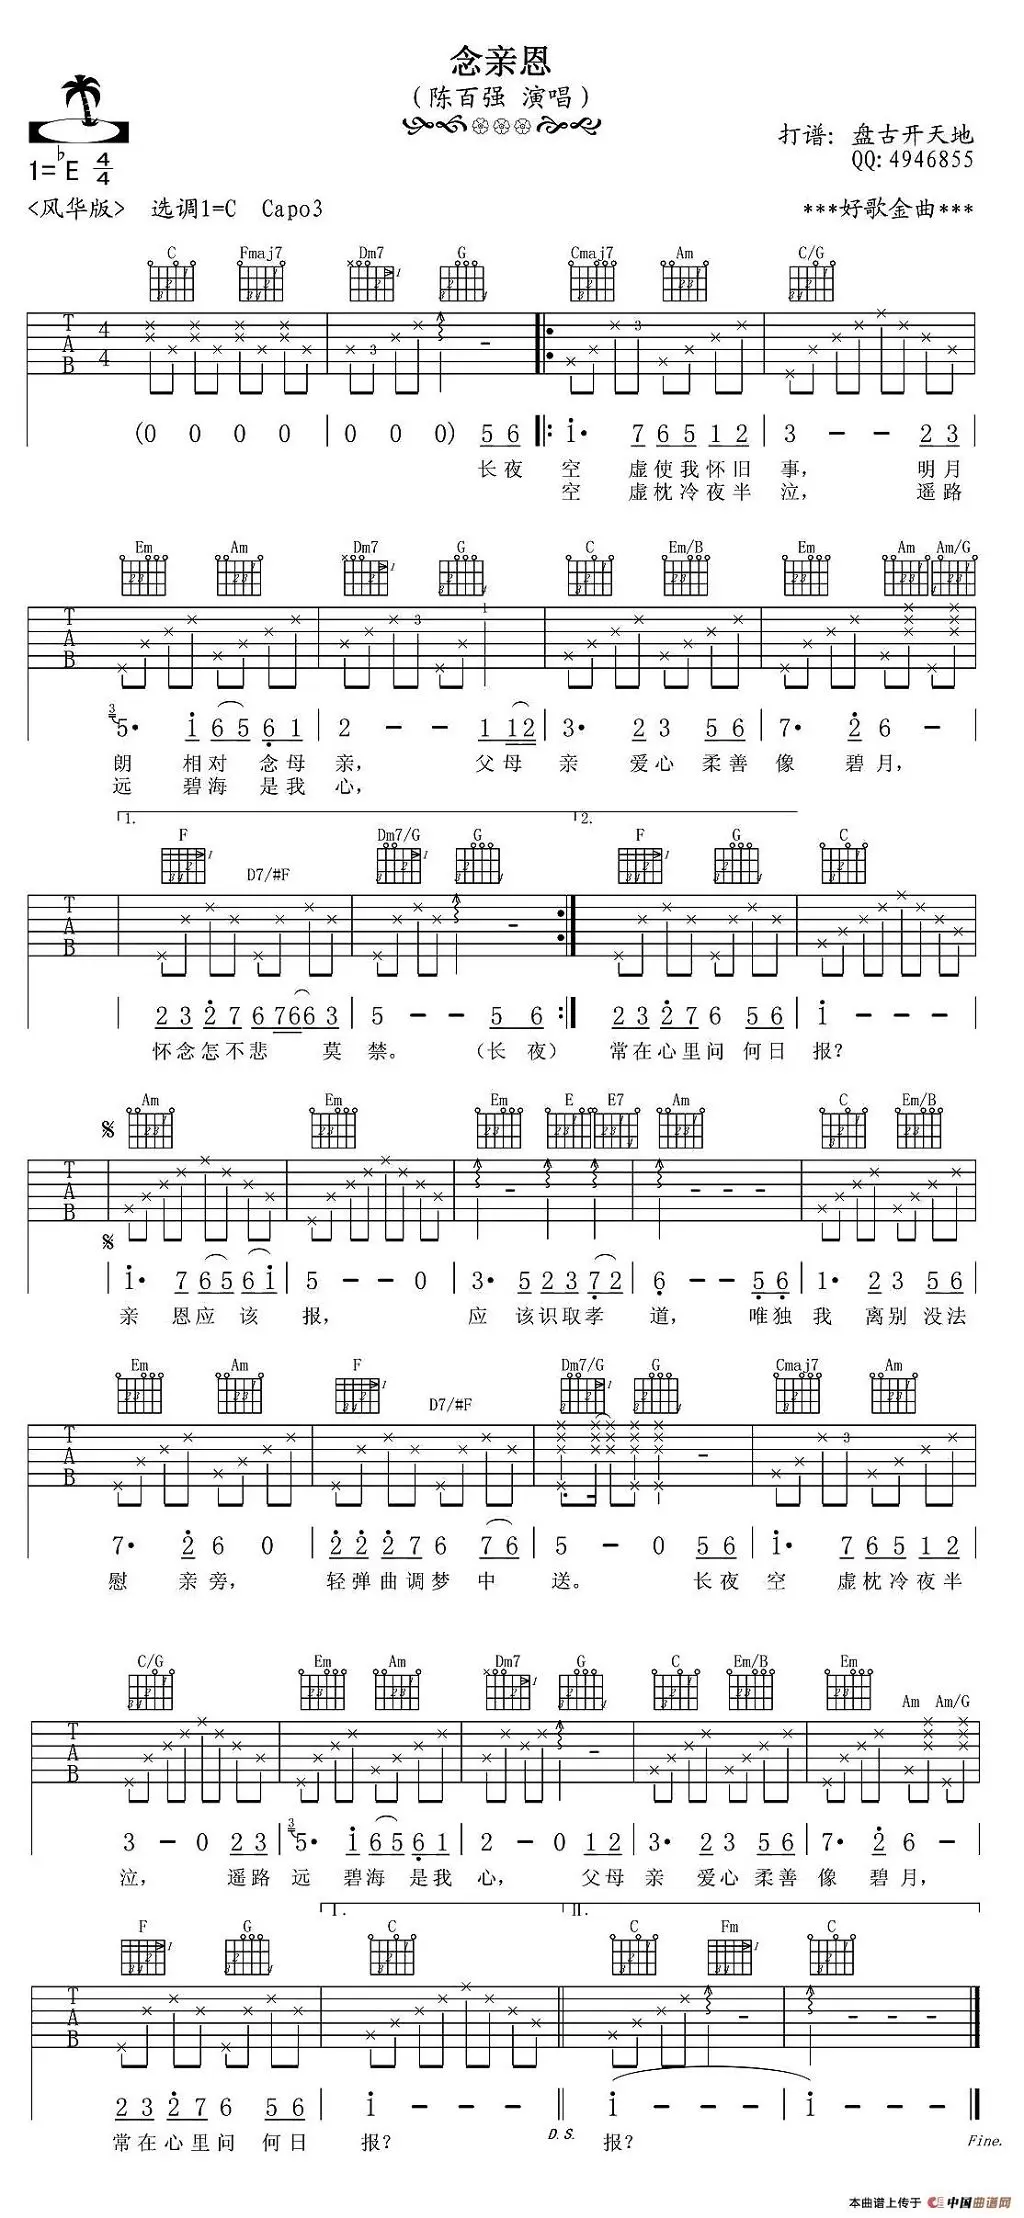 念亲恩
（陈百强 演唱）
打谱: 盘古开天地
QQ: 4946855
1=♭E 4/4
<风华版> 选调1=C Capo3
***好歌金曲***
C Fmaj7 Dm7 G Cmaj7 Am C/G
T A B 4/4
(0 0 0 0 | 0 0 0) 5 6 |: i· 7 6 5 1 2 | 3 - - 2 3 |
长夜 空 虚使我怀旧 事， 明月
空 虚枕冷夜半 泣， 遥路
Em Am Dm7 G C Em/B Em Am Am/G
T A B
5· i 6 5 6 1 | 2 - - 1 1 2 | 3· 2 3 5 6 | 7· 2 6 - |
朗 相对 念母 亲， 父母 亲 爱心 柔善 像 碧月，
远 碧海 是我 心，
1. 2.
F D7/#F Dm7/G G F G C
T A B
| 2 3 2 7 6 7 6 6 3 | 5 - - 5 6 :| 2 3 2 7 6 5 6 | i - - - |
怀念怎不悲 莫 禁。 （长 夜） 常在心里问 何日 报？
Am Em Em E E7 Am C Em/B
T A B
| i· 7 6 5 6 i | 5 - - 0 | 3· 5 2 3 7 2 | 6 - - 5 6 | 1· 2 3 5 6 |
亲 恩应 该 报， 应 该识取孝 道， 唯独 我 离别 没法
Em Am F D7/#F Dm7/G G Cmaj7 Am
T A B
7· 2 6 0 | 2 2 2 7 6 7 6 | 5 - 0 5 6 | i· 7 6 5 1 2 |
慰 亲旁， 轻弹曲调梦 中 送。 长夜 空 虚枕冷夜半
C/G Em Am Dm7 G C Em/B Em Am Am/G
T A B
3 - 0 2 3 | 5· i 6 5 6 1 | 2 - 0 1 2 | 3· 2 3 5 6 | 7· 2 6 - |
泣， 遥路 远 碧海 是我 心， 父母 亲 爱心 柔善 像 碧月，
I. II.
F G C C Fm C
T A B
2 3 2 7 6 5 6 | i - - - || i - - - | i - - - |
常在心里问 何日 报？ D.S. 报？ Fine.
本曲谱上传于 中国曲谱网